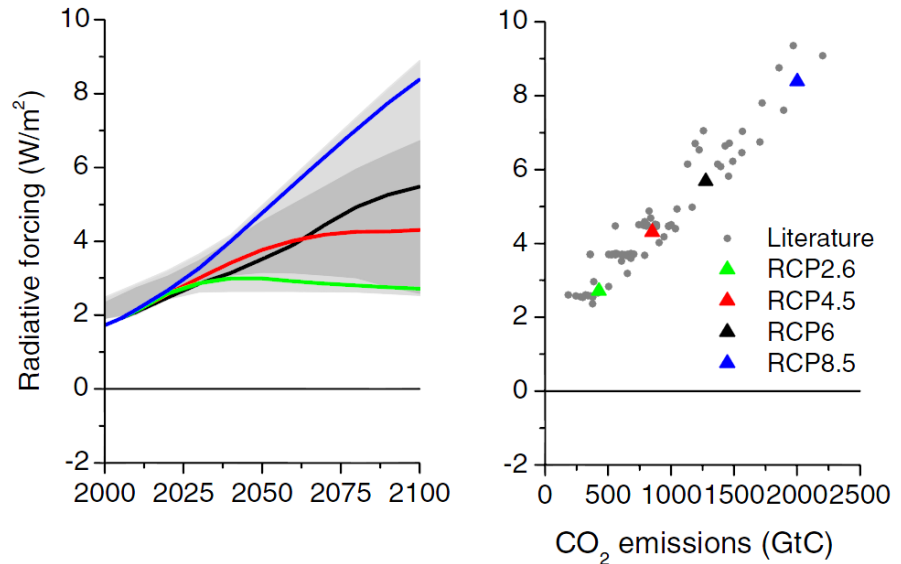 Radiative forcing (W/m²)
10
8
6
4
2
0
-2
2000 2025 2050 2075 2100
10
8
6
4
2
0
-2
0 500 1000 1500 2000 2500
CO₂ emissions (GtC)
Literature
RCP2.6
RCP4.5
RCP6
RCP8.5